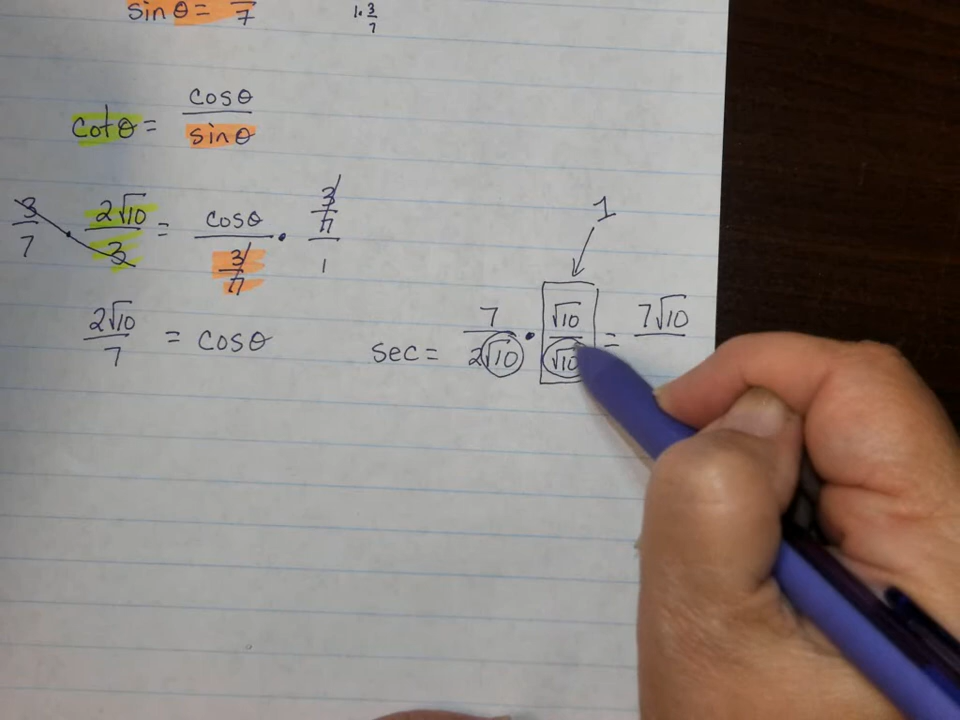 sinθ = /7
1·3/7
cotθ = cosθ/sinθ
3/7 · 2√10/3 = cosθ/(3/7) · (3/7)/1
1
2√10/7 = cosθ
sec = 7/2√10 · √10/√10 = 7√10